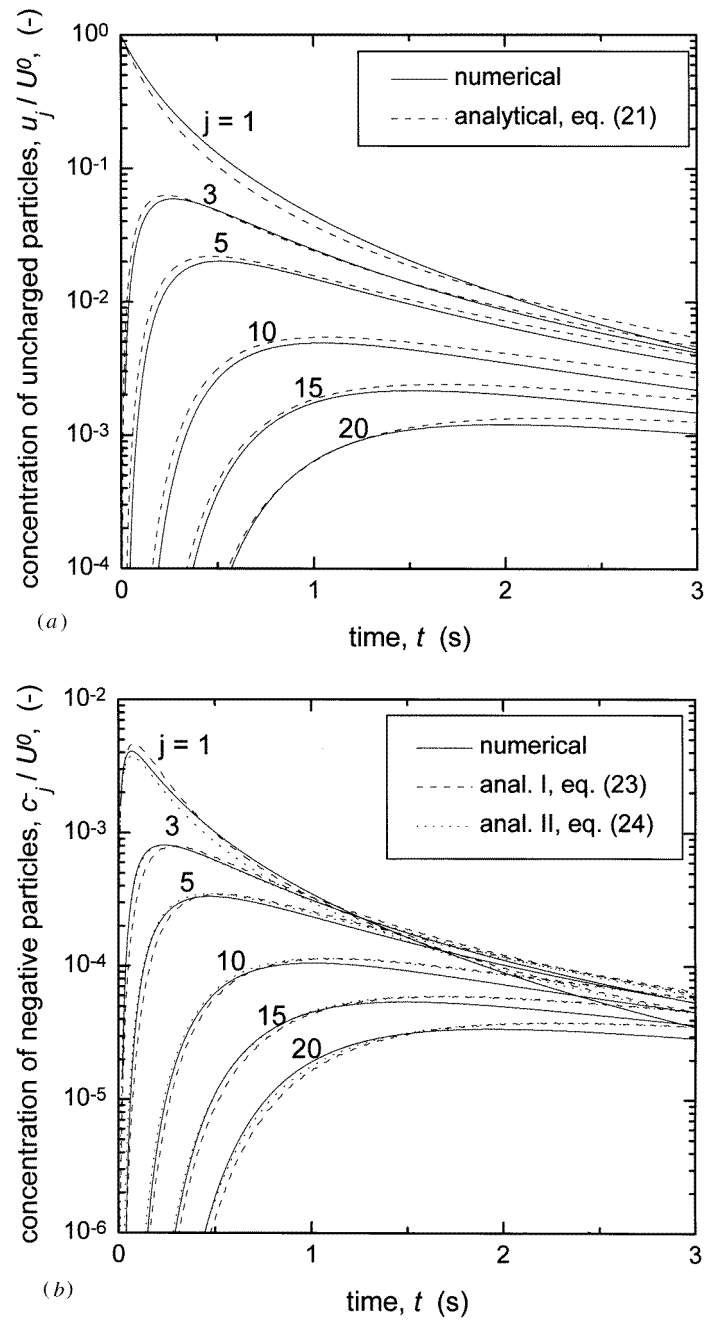 concentration of uncharged particles, u_j / U⁰, (-)
10⁰
10⁻¹
10⁻²
10⁻³
10⁻⁴
numerical
analytical, eq. (21)
j = 1
3
5
10
15
20
0 1 2 3
(a)
time, t (s)
concentration of negative particles, c⁻_j / U⁰, (-)
10⁻²
10⁻³
10⁻⁴
10⁻⁵
10⁻⁶
numerical
anal. I, eq. (23)
anal. II, eq. (24)
j = 1
3
5
10
15
20
0 1 2 3
(b)
time, t (s)